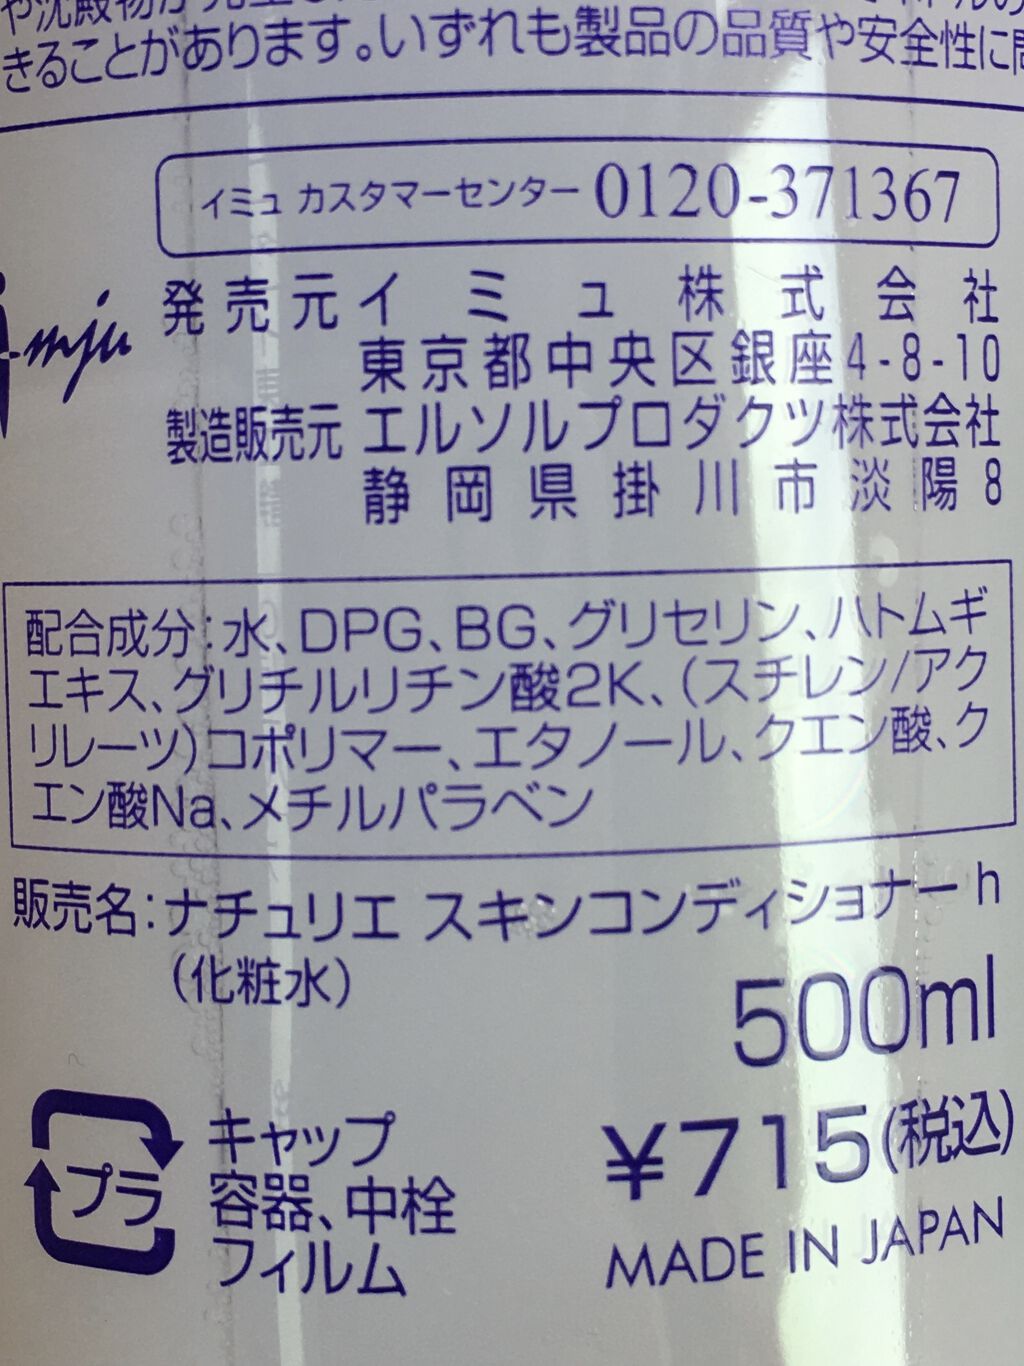 きることがあります。いずれも製品の品質や安全性に
イミュ カスタマーセンター 0120-371367
i-mju
発売元 イミュ株式会社
東京都中央区銀座4-8-10
製造販売元 エルソルプロダクツ株式会社
静岡県掛川市淡陽8
配合成分:水、DPG、BG、グリセリン、ハトムギ
エキス、グリチルリチン酸2K、(スチレン/アク
リレーツ)コポリマー、エタノール、クエン酸、ク
エン酸Na、メチルパラベン
販売名:ナチュリエ スキンコンディショナー h
(化粧水)
500ml
プラ
キャップ
容器、中栓
フィルム
¥715(税込)
MADE IN JAPAN